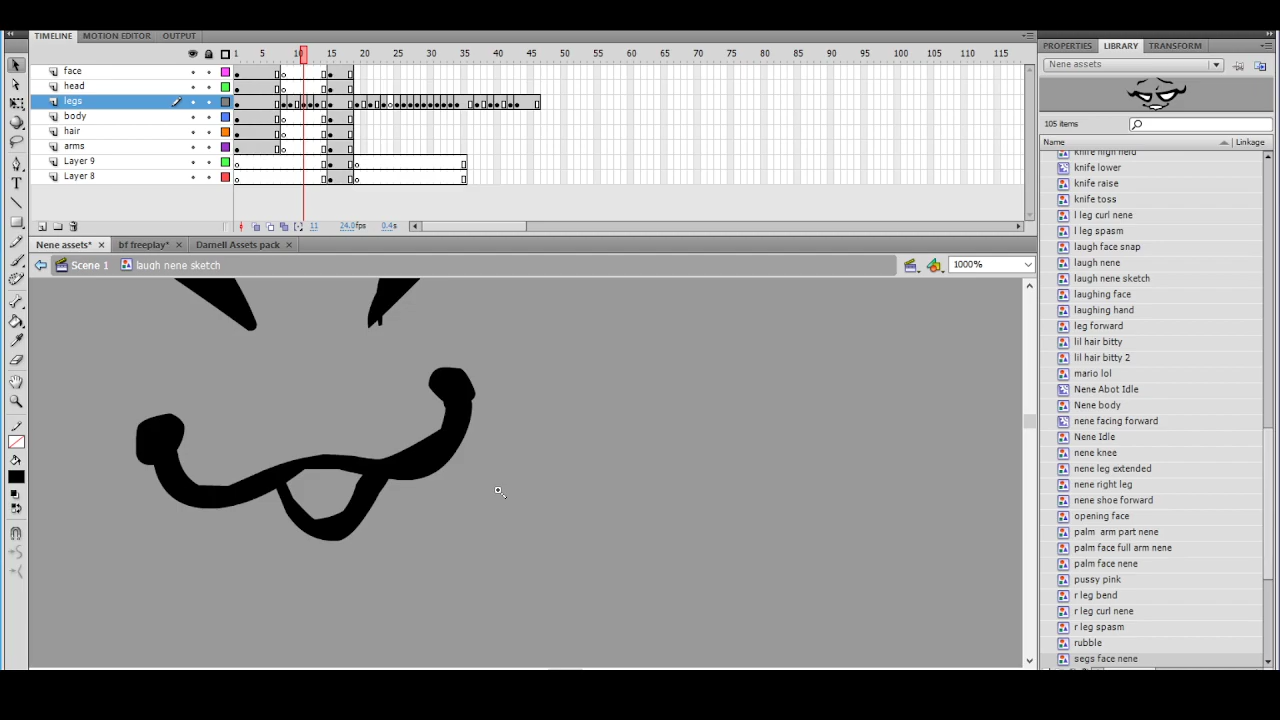 TIMELINE MOTION EDITOR OUTPUT
PROPERTIES LIBRARY TRANSFORM
1 5 10 15 20 25 30 35 40 45 50 55 60 65 70 75 80 85 90 95 100 105 110 115
Nene assets
face
head
legs
105 items
body
hair
Name Linkage
arms
Layer 9
Layer 8
11 24.0fps 0.4s
Nene assets* bf freeplay* Darnell Assets pack
Scene 1 laugh nene sketch 1000%
knife high nerd
knife lower
knife raise
knife toss
l leg curl nene
l leg spasm
laugh face snap
laugh nene
laugh nene sketch
laughing face
laughing hand
leg forward
lil hair bitty
lil hair bitty 2
mario lol
Nene Abot Idle
Nene body
nene facing forward
Nene Idle
nene knee
nene leg extended
nene right leg
nene shoe forward
opening face
palm arm part nene
palm face full arm nene
palm face nene
pussy pink
r leg bend
r leg curl nene
r leg spasm
rubble
segs face nene